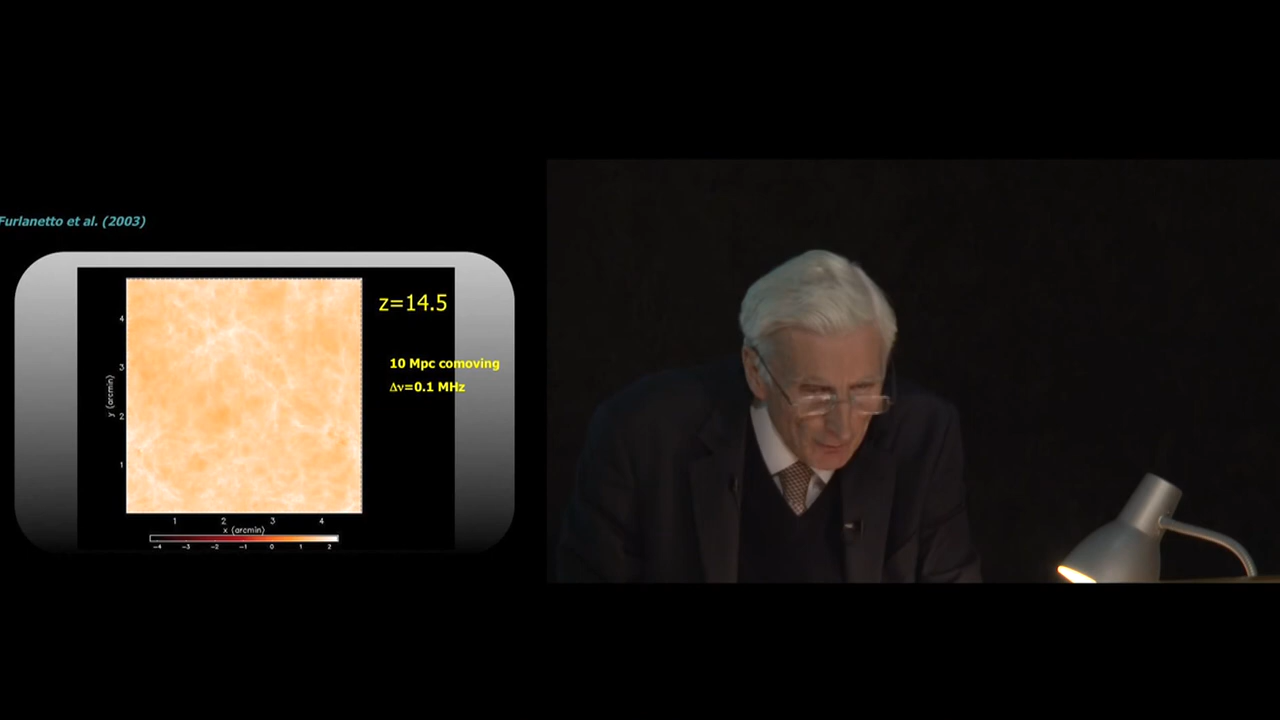 Furlanetto et al. (2003)
z=14.5
10 Mpc comoving
Δν=0.1 MHz
y (arcmin)
4
3
2
1
1 2 3 4
x (arcmin)
-4 -3 -2 -1 0 1 2